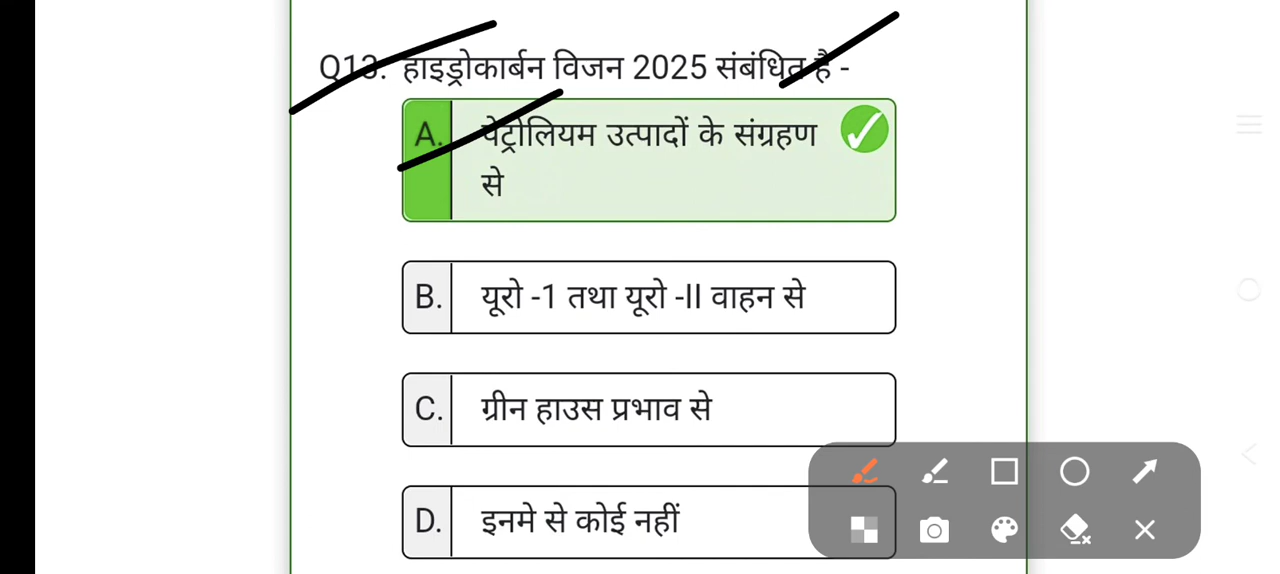 Q13. हाइड्रोकार्बन विजन 2025 संबंधित है -
A. पेट्रोलियम उत्पादों के संग्रहण
से
B. यूरो -1 तथा यूरो -II वाहन से
C. ग्रीन हाउस प्रभाव से
D. इनमे से कोई नहीं